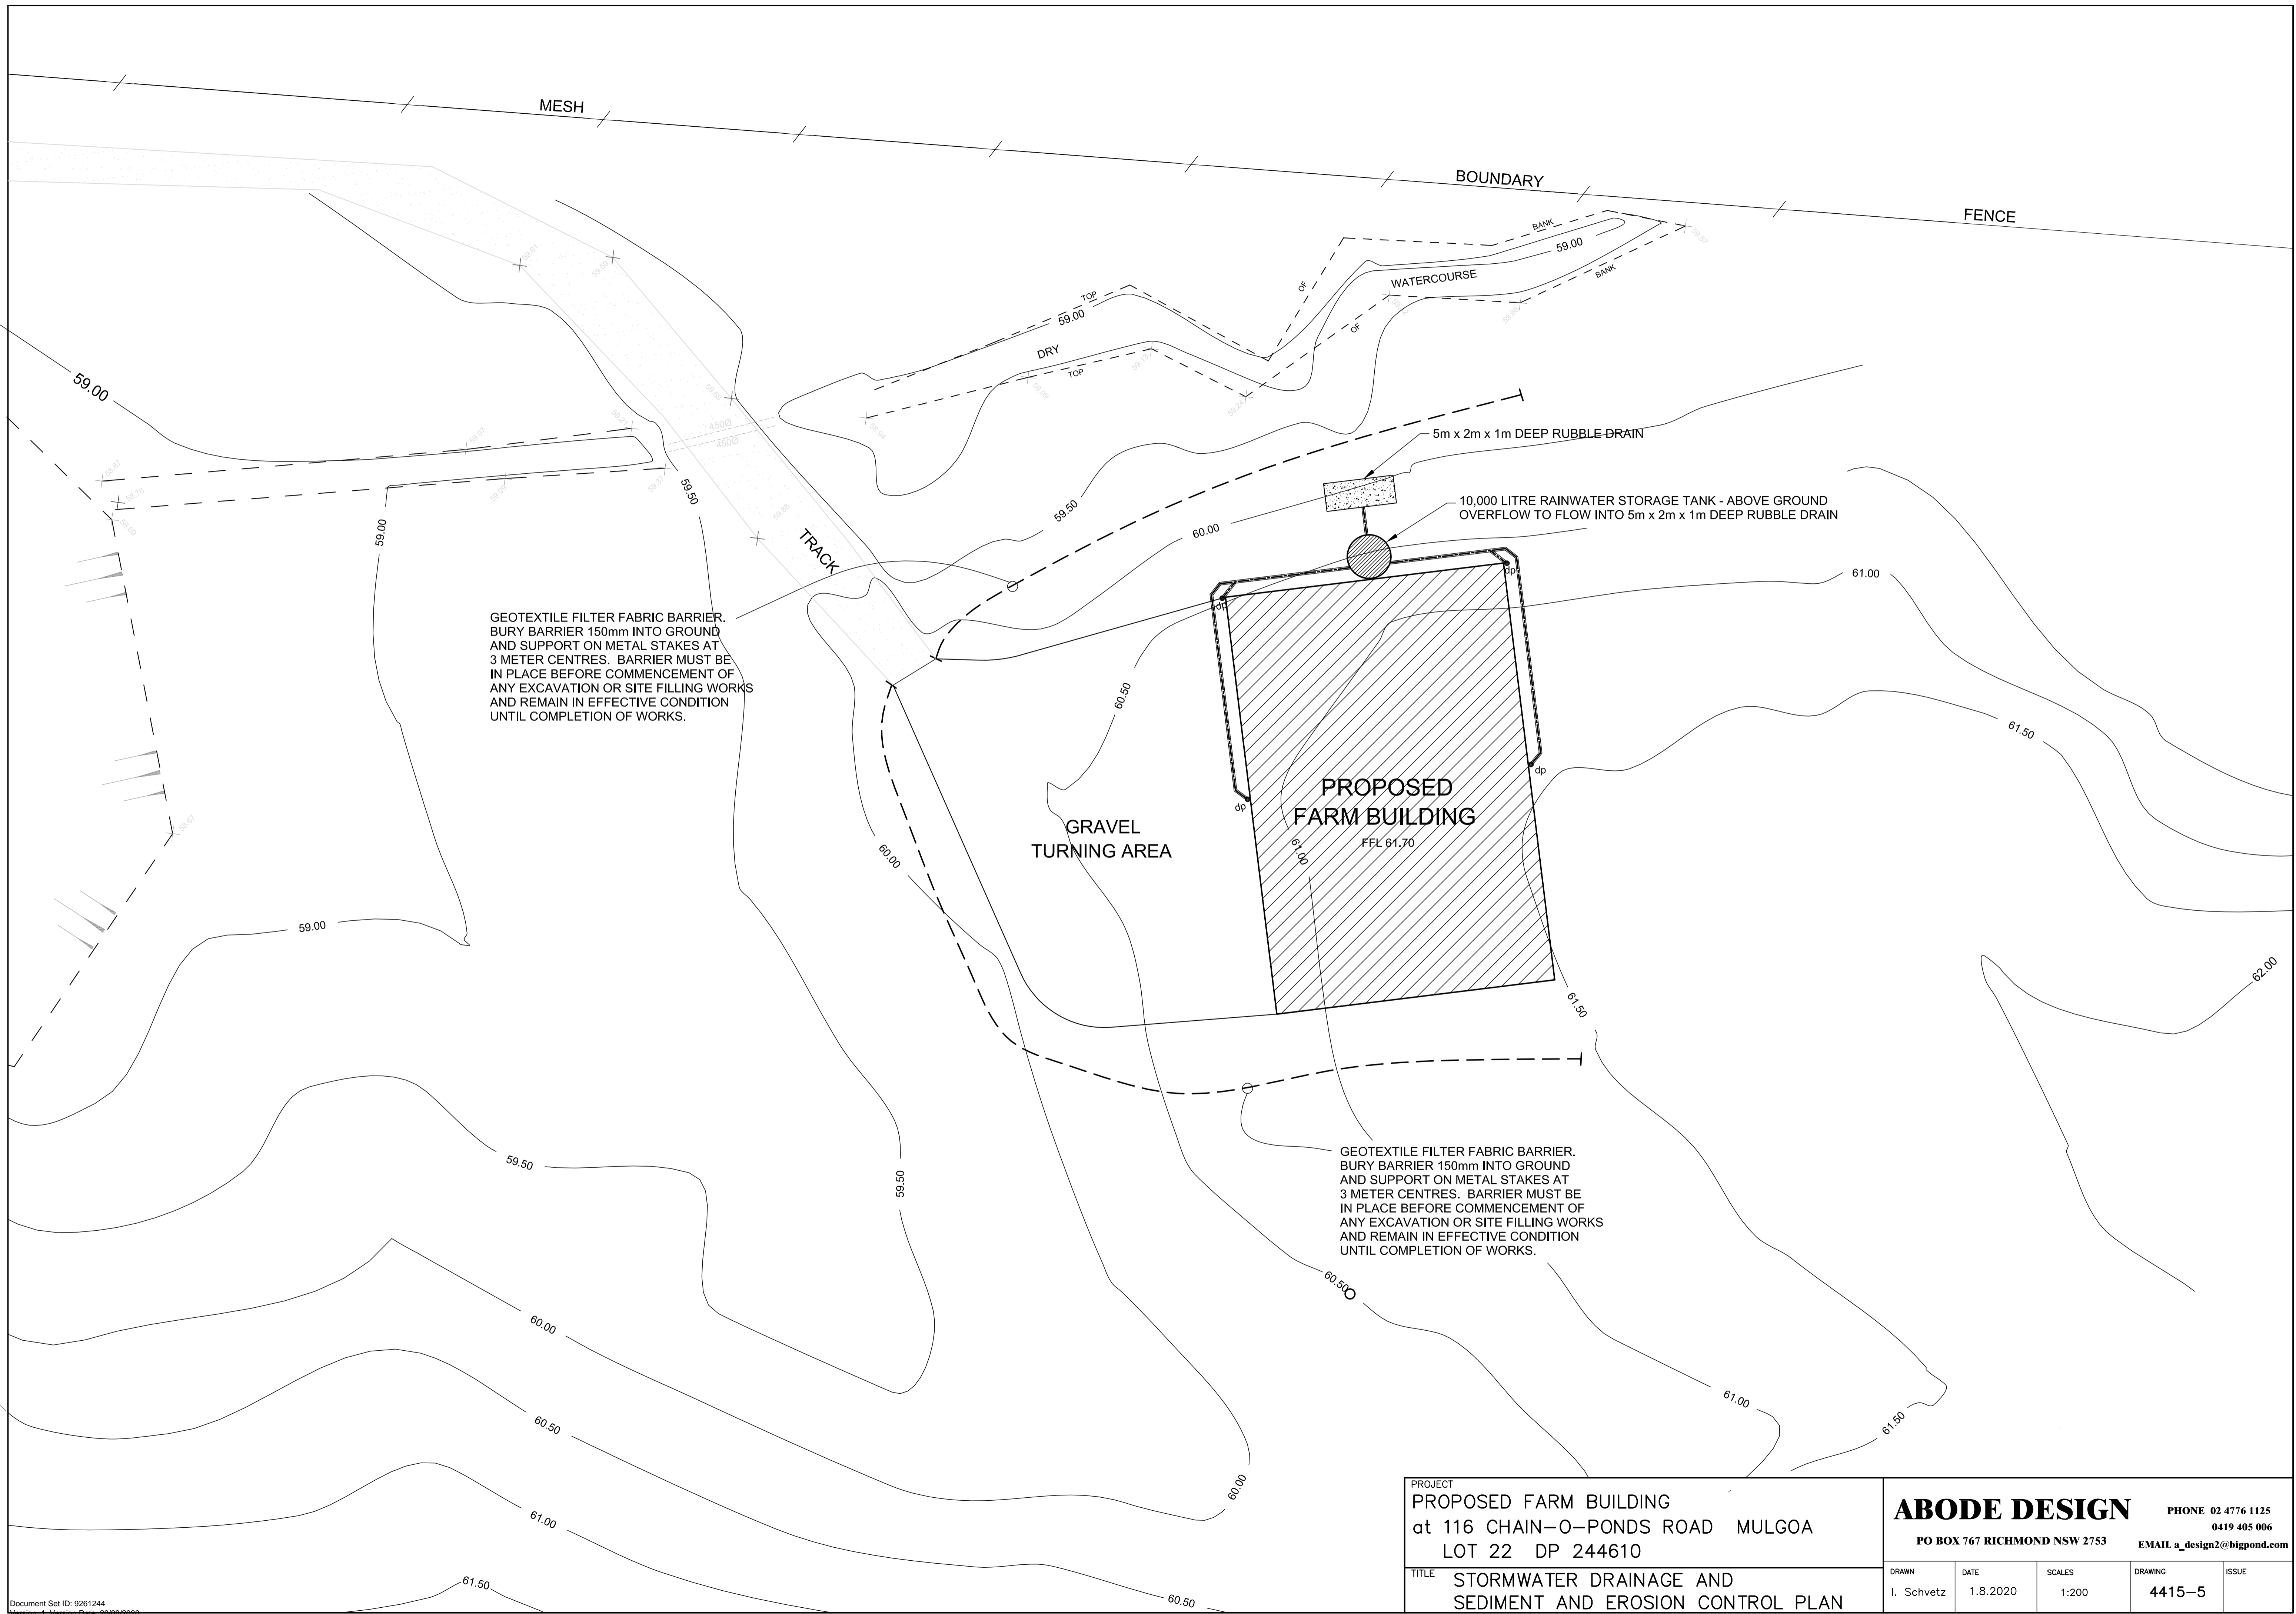 MESH
BOUNDARY
FENCE
BANK
59.00
59.87
WATERCOURSE
BANK
OF
TOP
59.00
OF
DRY
TOP
59.00
59.50
60.00
5m x 2m x 1m DEEP RUBBLE DRAIN
10,000 LITRE RAINWATER STORAGE TANK - ABOVE GROUND
OVERFLOW TO FLOW INTO 5m x 2m x 1m DEEP RUBBLE DRAIN
450Ø
450Ø
59.50
59.00
TRACK
61.00
dp
dp
GEOTEXTILE FILTER FABRIC BARRIER.
BURY BARRIER 150mm INTO GROUND
AND SUPPORT ON METAL STAKES AT
3 METER CENTRES. BARRIER MUST BE
IN PLACE BEFORE COMMENCEMENT OF
ANY EXCAVATION OR SITE FILLING WORKS
AND REMAIN IN EFFECTIVE CONDITION
UNTIL COMPLETION OF WORKS.
60.50
61.50
dp
dp
PROPOSED
FARM BUILDING
FFL 61.70
GRAVEL
TURNING AREA
60.00
61.00
59.00
62.00
61.50
GEOTEXTILE FILTER FABRIC BARRIER.
BURY BARRIER 150mm INTO GROUND
AND SUPPORT ON METAL STAKES AT
3 METER CENTRES. BARRIER MUST BE
IN PLACE BEFORE COMMENCEMENT OF
ANY EXCAVATION OR SITE FILLING WORKS
AND REMAIN IN EFFECTIVE CONDITION
UNTIL COMPLETION OF WORKS.
59.50
59.50
60.50
60.00
61.00
60.50
61.50
60.00
61.00
61.50
60.50
PROJECT
PROPOSED FARM BUILDING
at 116 CHAIN-O-PONDS ROAD MULGOA
LOT 22 DP 244610
TITLE
STORMWATER DRAINAGE AND
SEDIMENT AND EROSION CONTROL PLAN
ABODE DESIGN
PO BOX 767 RICHMOND NSW 2753
PHONE 02 4776 1125
0419 405 006
EMAIL a_design2@bigpond.com
DRAWN
I. Schvetz
DATE
1.8.2020
SCALES
1:200
DRAWING
4415-5
ISSUE
Document Set ID: 9261244